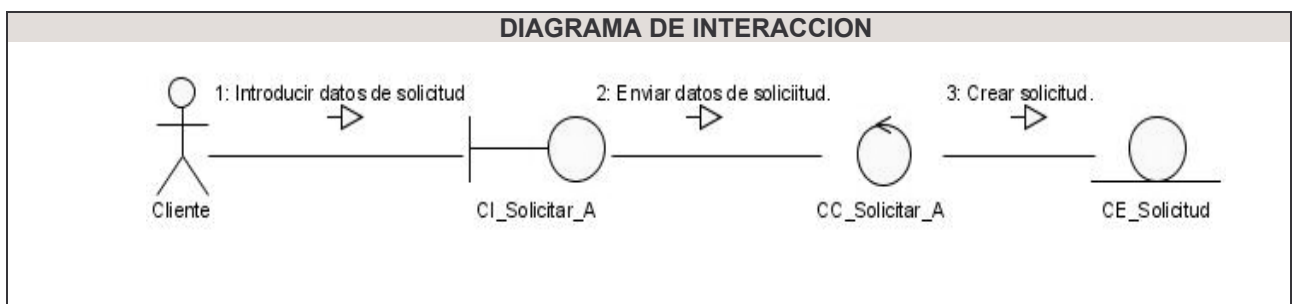 DIAGRAMA DE INTERACCION
1: Introducir datos de solicitud
2: Enviar datos de soliciitud.
3: Crear solicitud.
Cliente
CI_Solicitar_A
CC_Solicitar_A
CE_Solicitud